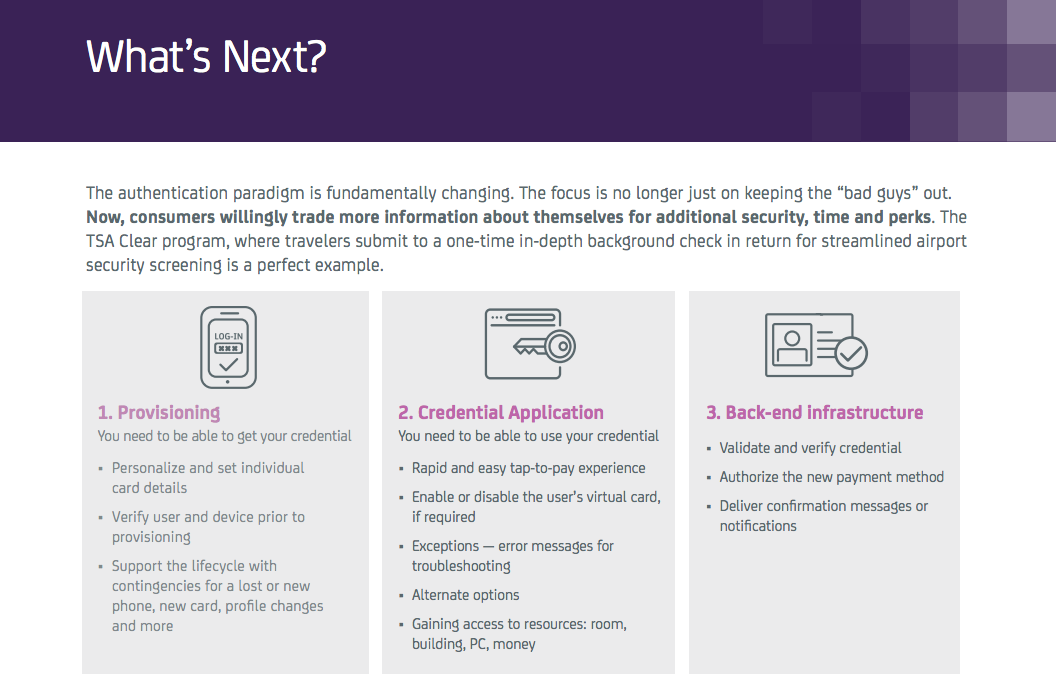 What's Next?
The authentication paradigm is fundamentally changing. The focus is no longer just on keeping the “bad guys” out.
Now, consumers willingly trade more information about themselves for additional security, time and perks. The
TSA Clear program, where travelers submit to a one-time in-depth background check in return for streamlined airport
security screening is a perfect example.
LOG-IN
xxx
1. Provisioning
You need to be able to get your credential
▪ Personalize and set individual
card details
▪ Verify user and device prior to
provisioning
▪ Support the lifecycle with
contingencies for a lost or new
phone, new card, profile changes
and more
2. Credential Application
You need to be able to use your credential
▪ Rapid and easy tap-to-pay experience
▪ Enable or disable the user's virtual card,
if required
▪ Exceptions — error messages for
troubleshooting
▪ Alternate options
▪ Gaining access to resources: room,
building, PC, money
3. Back-end infrastructure
▪ Validate and verify credential
▪ Authorize the new payment method
▪ Deliver confirmation messages or
notifications